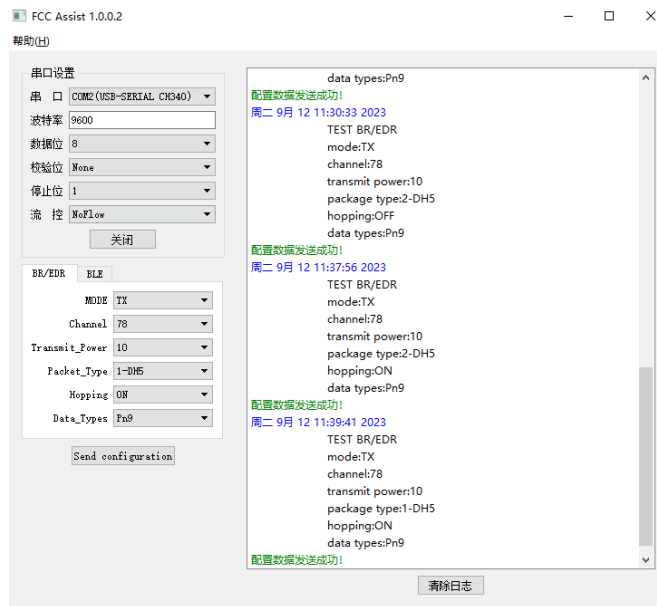 FCC Assist 1.0.0.2
帮助(H)
串口设置
串 口 COM2(USB-SERIAL CH340)
波特率 9600
数据位 8
校验位 None
停止位 1
流 控 NoFlow
关闭
BR/EDR BLE
MODE TX
Channel 78
Transmit_Power 10
Packet_Type 1-DH5
Hopping ON
Data_Types Pn9
Send configuration
data types:Pn9
配置数据发送成功!
周二 9月 12 11:30:33 2023
TEST BR/EDR
mode:TX
channel:78
transmit power:10
package type:2-DH5
hopping:OFF
data types:Pn9
配置数据发送成功!
周二 9月 12 11:37:56 2023
TEST BR/EDR
mode:TX
channel:78
transmit power:10
package type:2-DH5
hopping:ON
data types:Pn9
配置数据发送成功!
周二 9月 12 11:39:41 2023
TEST BR/EDR
mode:TX
channel:78
transmit power:10
package type:1-DH5
hopping:ON
data types:Pn9
配置数据发送成功!
清除日志